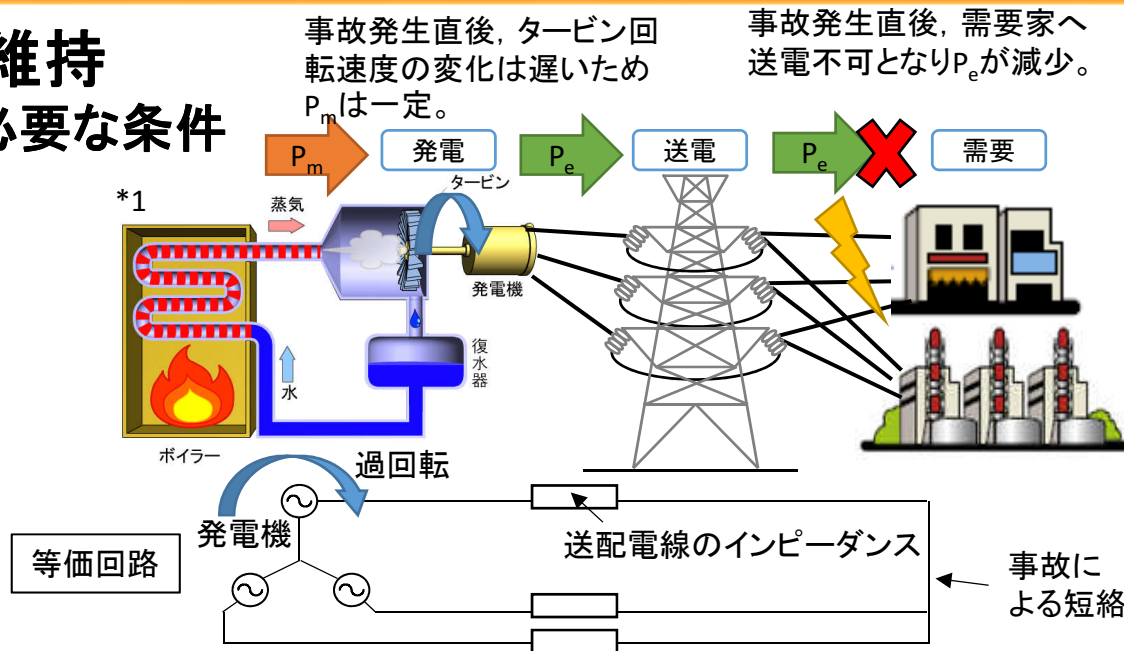 維持
必要な条件
事故発生直後，タービン回
転速度の変化は遅いため
Pmは一定。
事故発生直後，需要家へ
送電不可となりPeが減少。
Pm
発電
Pe
送電
Pe
需要
*1
蒸気
タービン
発電機
復水器
水
ボイラー
過回転
発電機
送配電線のインピーダンス
等価回路
事故に
よる短絡